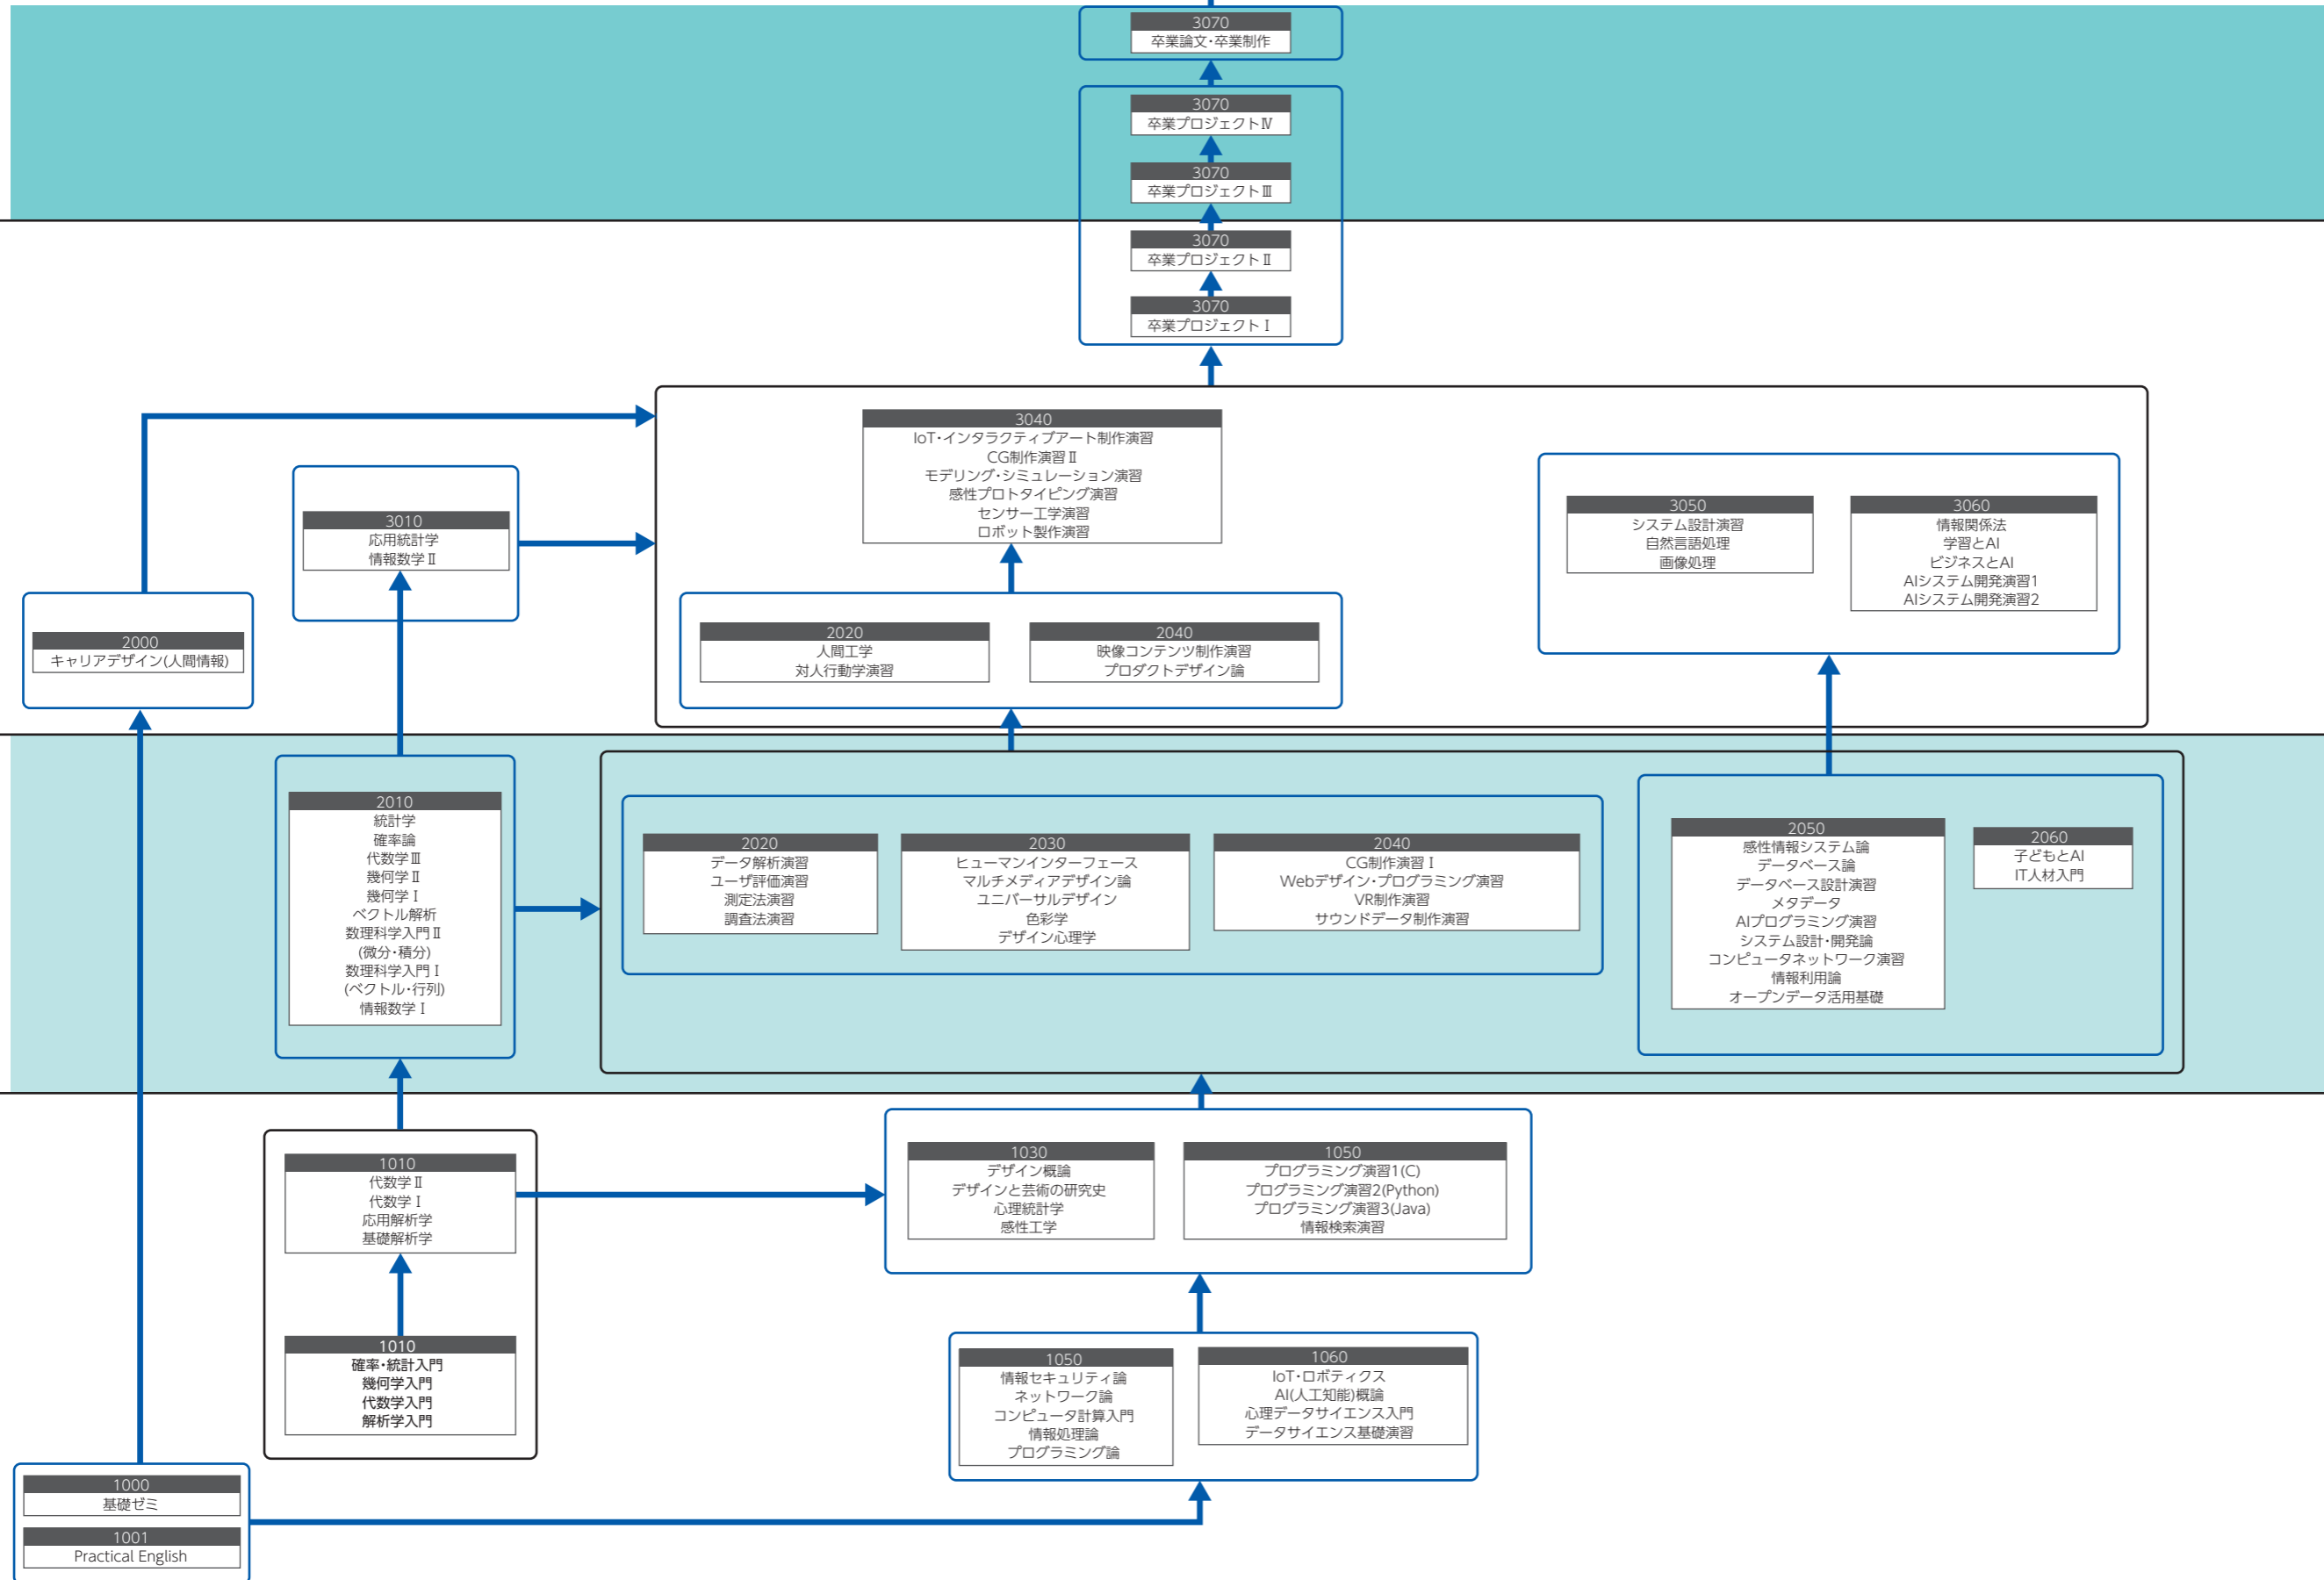 3070
卒業論文・卒業制作
3070
卒業プロジェクトⅣ
3070
卒業プロジェクトⅢ
3070
卒業プロジェクトⅡ
3070
卒業プロジェクトⅠ
3040
IoT・インタラクティブアート制作演習
CG制作演習Ⅱ
モデリング・シミュレーション演習
感性プロトタイピング演習
センサー工学演習
ロボット製作演習
3050
システム設計演習
自然言語処理
画像処理
3060
情報関係法
学習とAI
ビジネスとAI
AIシステム開発演習1
AIシステム開発演習2
3010
応用統計学
情報数学Ⅱ
2000
キャリアデザイン(人間情報)
2020
人間工学
対人行動学演習
2040
映像コンテンツ制作演習
プロダクトデザイン論
2010
統計学
確率論
代数学Ⅲ
幾何学Ⅱ
幾何学Ⅰ
ベクトル解析
数理科学入門Ⅱ
(微分・積分)
数理科学入門Ⅰ
(ベクトル・行列)
情報数学Ⅰ
2020
データ解析演習
ユーザ評価演習
測定法演習
調査法演習
2030
ヒューマンインターフェース
マルチメディアデザイン論
ユニバーサルデザイン
色彩学
デザイン心理学
2040
CG制作演習Ⅰ
Webデザイン・プログラミング演習
VR制作演習
サウンドデータ制作演習
2050
感性情報システム論
データベース論
データベース設計演習
メタデータ
AIプログラミング演習
システム設計・開発論
コンピュータネットワーク演習
情報利用論
オープンデータ活用基礎
2060
子どもとAI
IT人材入門
1010
代数学Ⅱ
代数学Ⅰ
応用解析学
基礎解析学
1030
デザイン概論
デザインと芸術の研究史
心理統計学
感性工学
1050
プログラミング演習1(C)
プログラミング演習2(Python)
プログラミング演習3(Java)
情報検索演習
1010
確率・統計入門
幾何学入門
代数学入門
解析学入門
1050
情報セキュリティ論
ネットワーク論
コンピュータ計算入門
情報処理論
プログラミング論
1060
IoT・ロボティクス
AI(人工知能)概論
心理データサイエンス入門
データサイエンス基礎演習
1000
基礎ゼミ
1001
Practical English